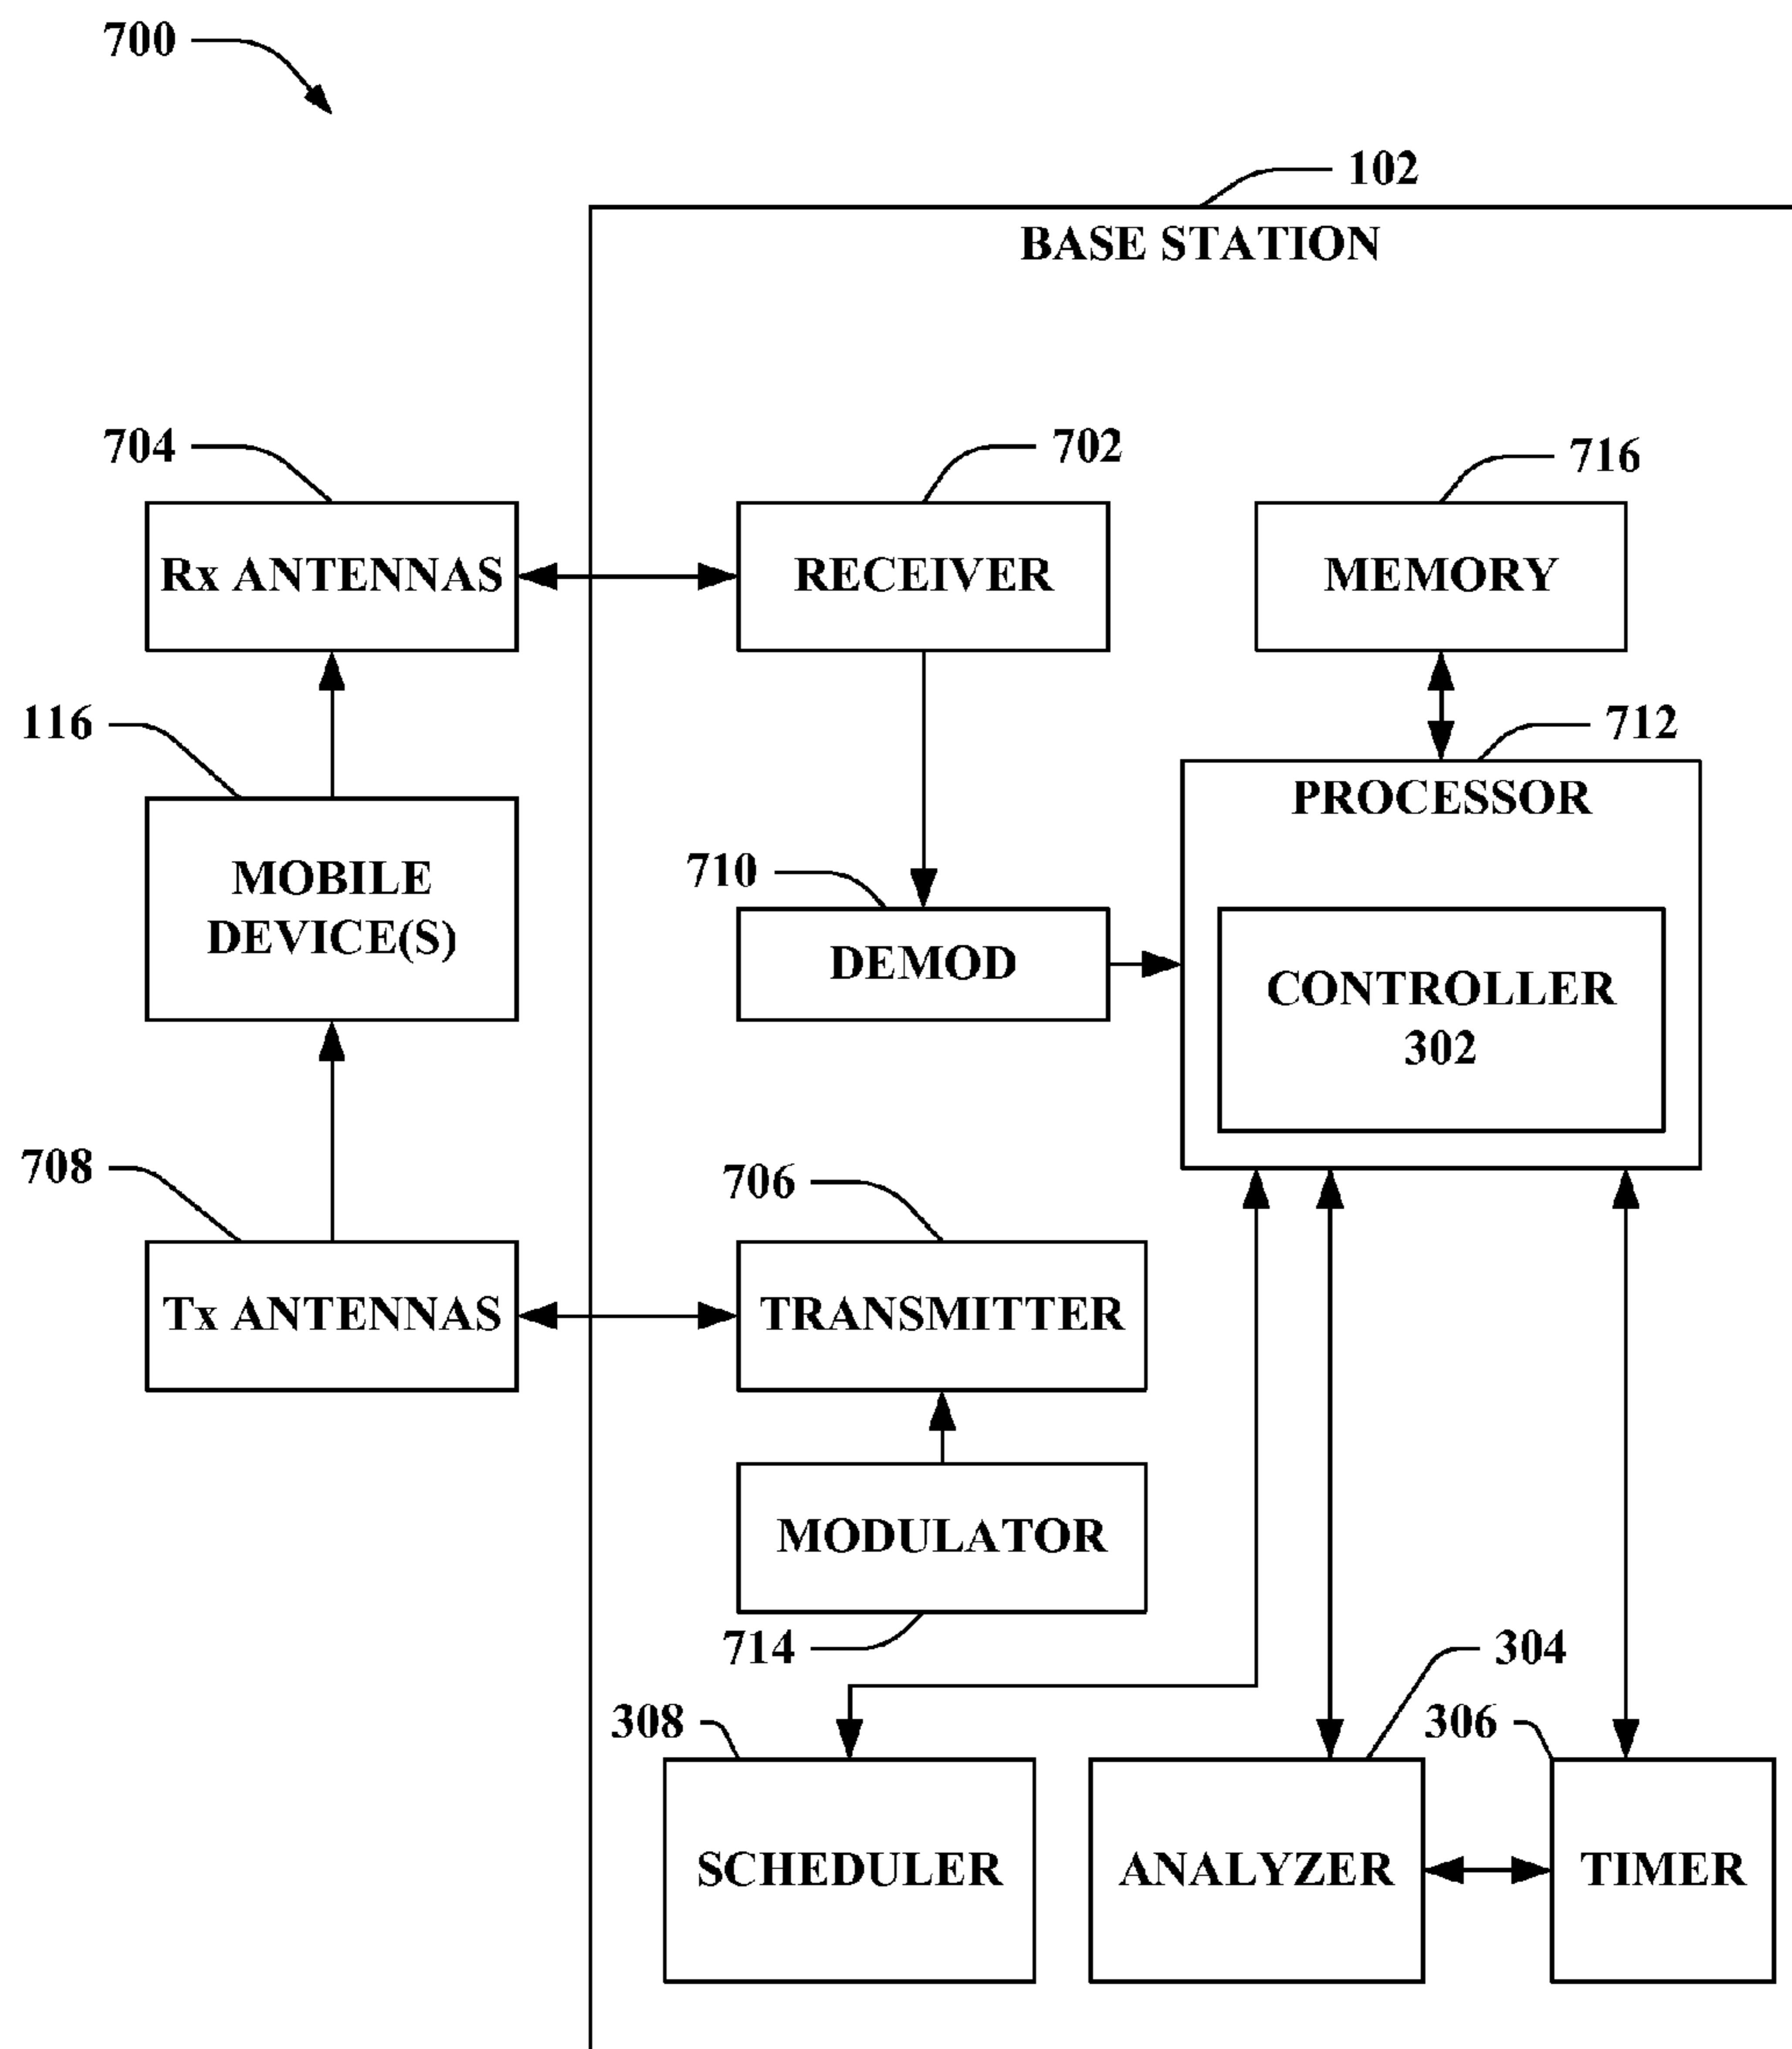 700
102
BASE STATION
704
702
716
Rx ANTENNAS
RECEIVER
MEMORY
116
712
PROCESSOR
MOBILE
DEVICE(S)
710
DEMOD
CONTROLLER
302
708
706
Tx ANTENNAS
TRANSMITTER
MODULATOR
714
304
308
306
SCHEDULER
ANALYZER
TIMER